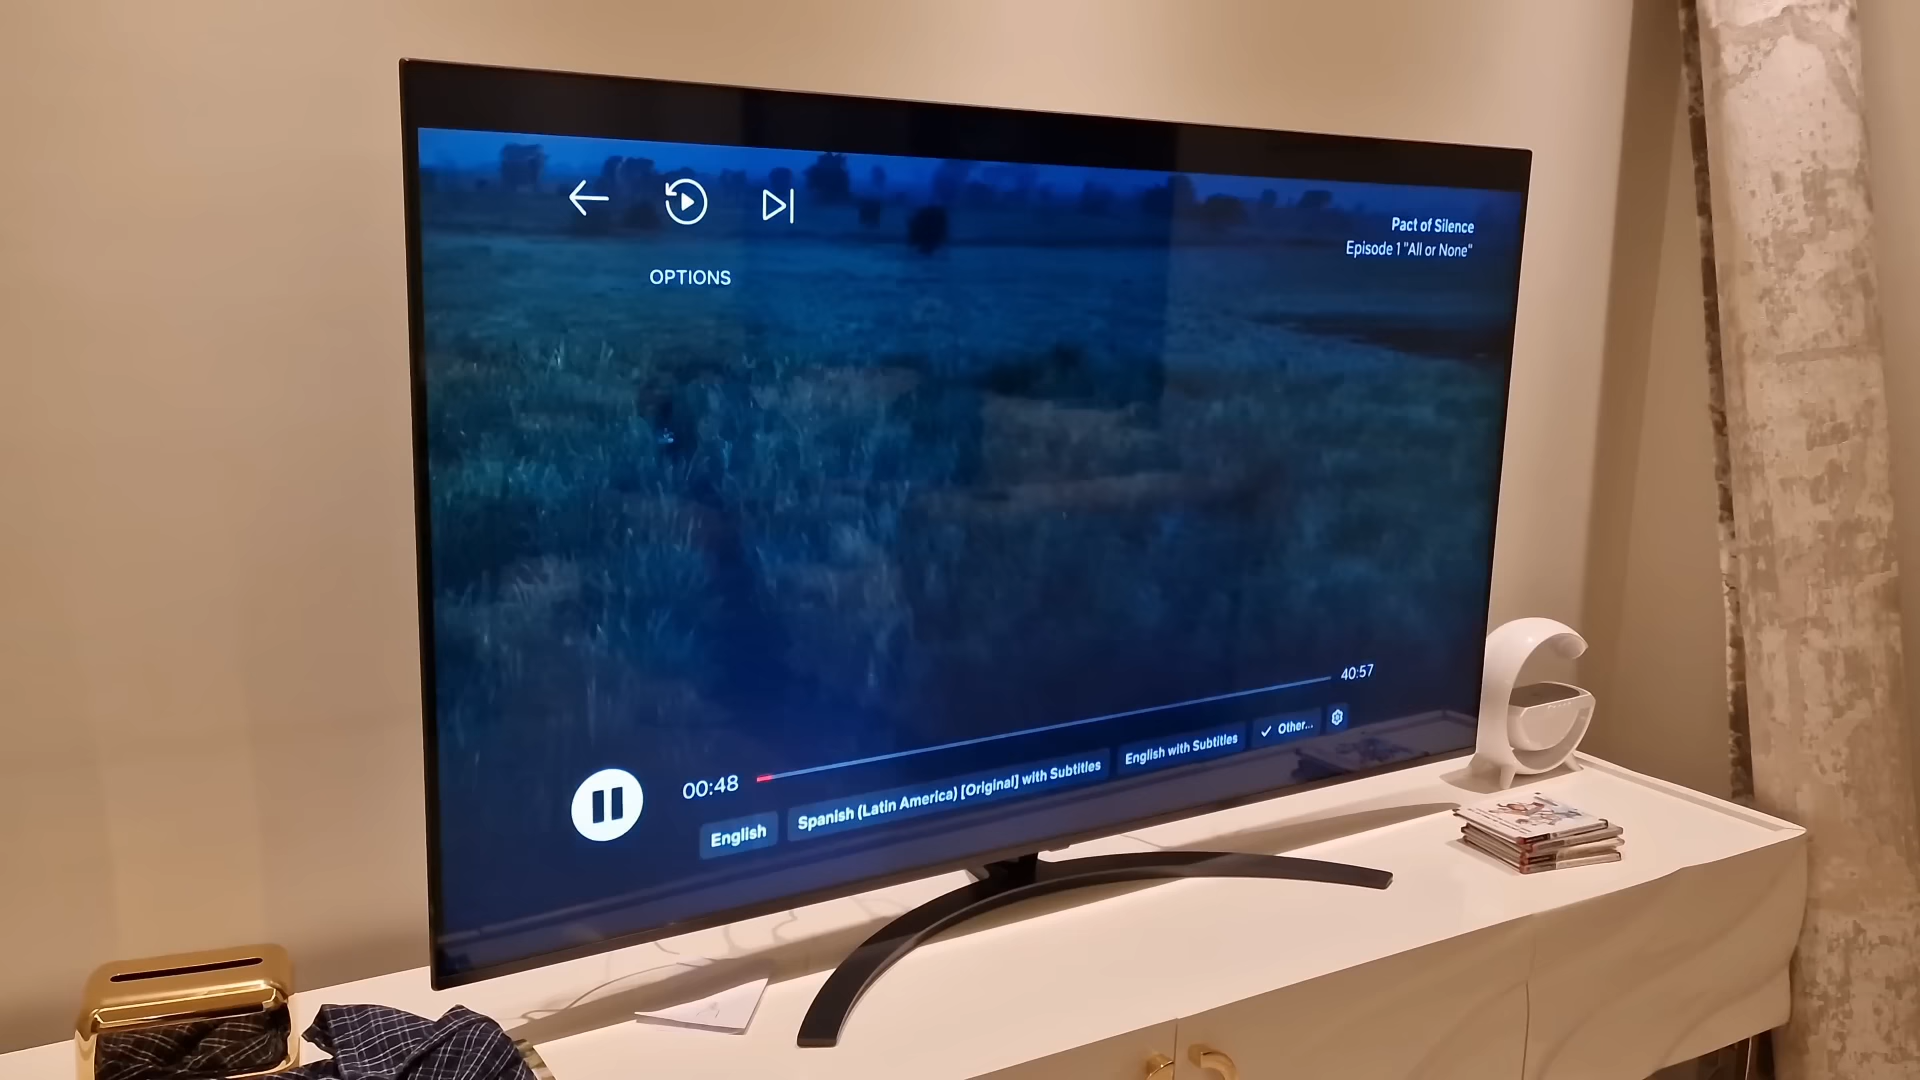 Pact of Silence
Episode 1 "All or None"
OPTIONS
40:57
00:48
English
Spanish (Latin America) [Original] with Subtitles
English with Subtitles
Other...